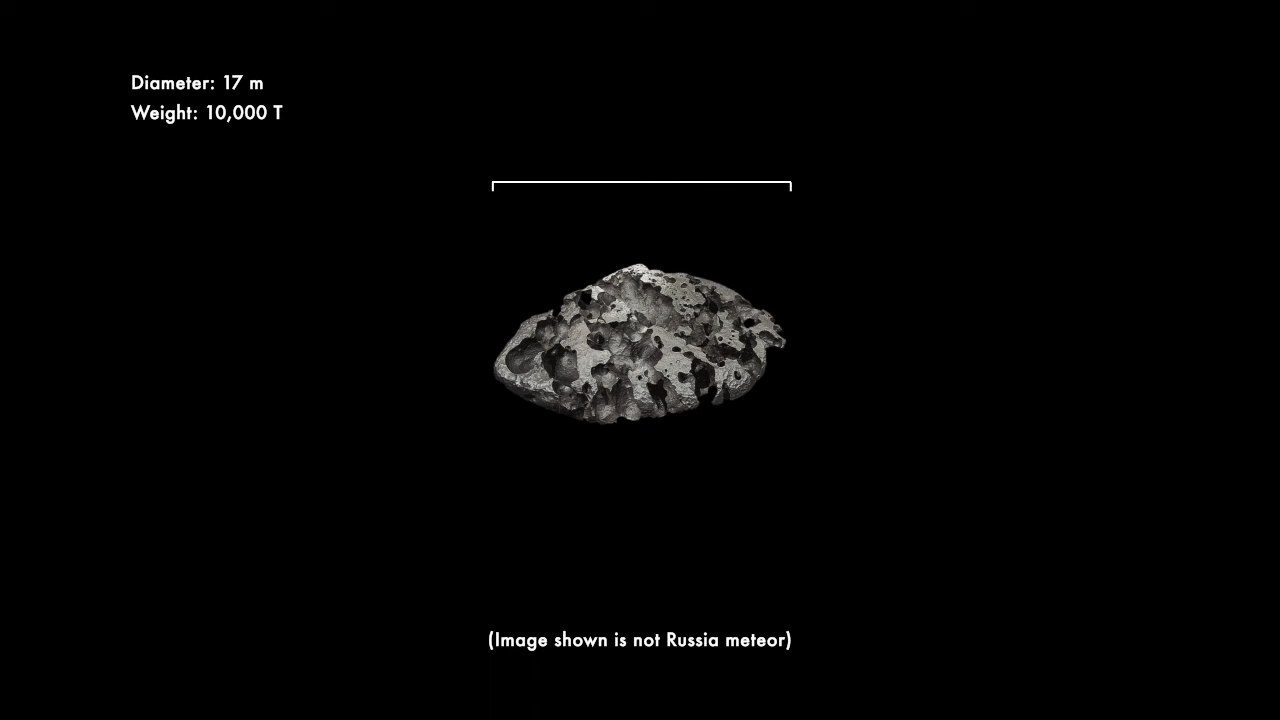 Diameter: 17 m
Weight: 10,000 T
(Image shown is not Russia meteor)